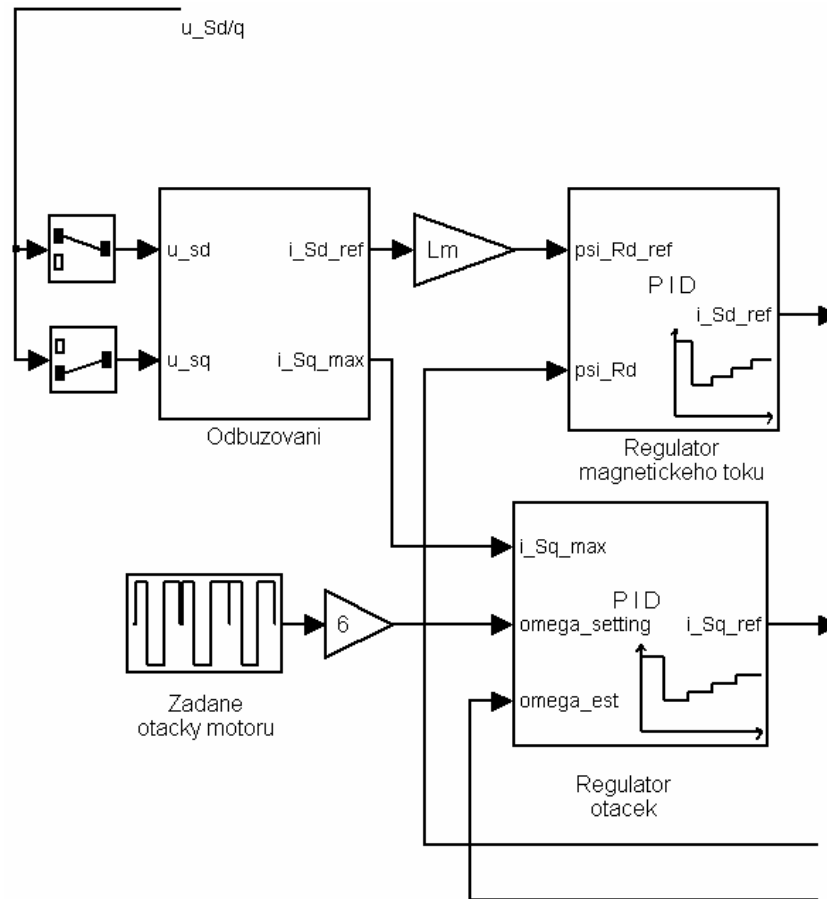 u_Sd/q
u_sd
i_Sd_ref
u_sq
i_Sq_max
Odbuzovani
Lm
psi_Rd_ref
PID
i_Sd_ref
psi_Rd
Regulator
magnetickeho toku
i_Sq_max
PID
omega_setting
i_Sq_ref
omega_est
Regulator
otacek
6
Zadane
otacky motoru